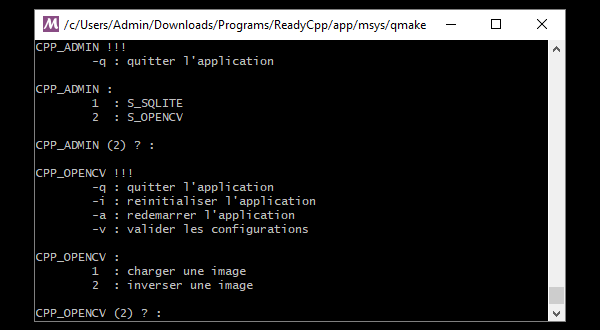 /c/Users/Admin/Downloads/Programs/ReadyCpp/app/msys/qmake
CPP_ADMIN !!!
-q : quitter l'application
CPP_ADMIN :
1 : S_SQLITE
2 : S_OPENCV
CPP_ADMIN (2) ? :
CPP_OPENCV !!!
-q : quitter l'application
-i : reinitialiser l'application
-a : redemarrer l'application
-v : valider les configurations
CPP_OPENCV :
1 : charger une image
2 : inverser une image
CPP_OPENCV (2) ? :